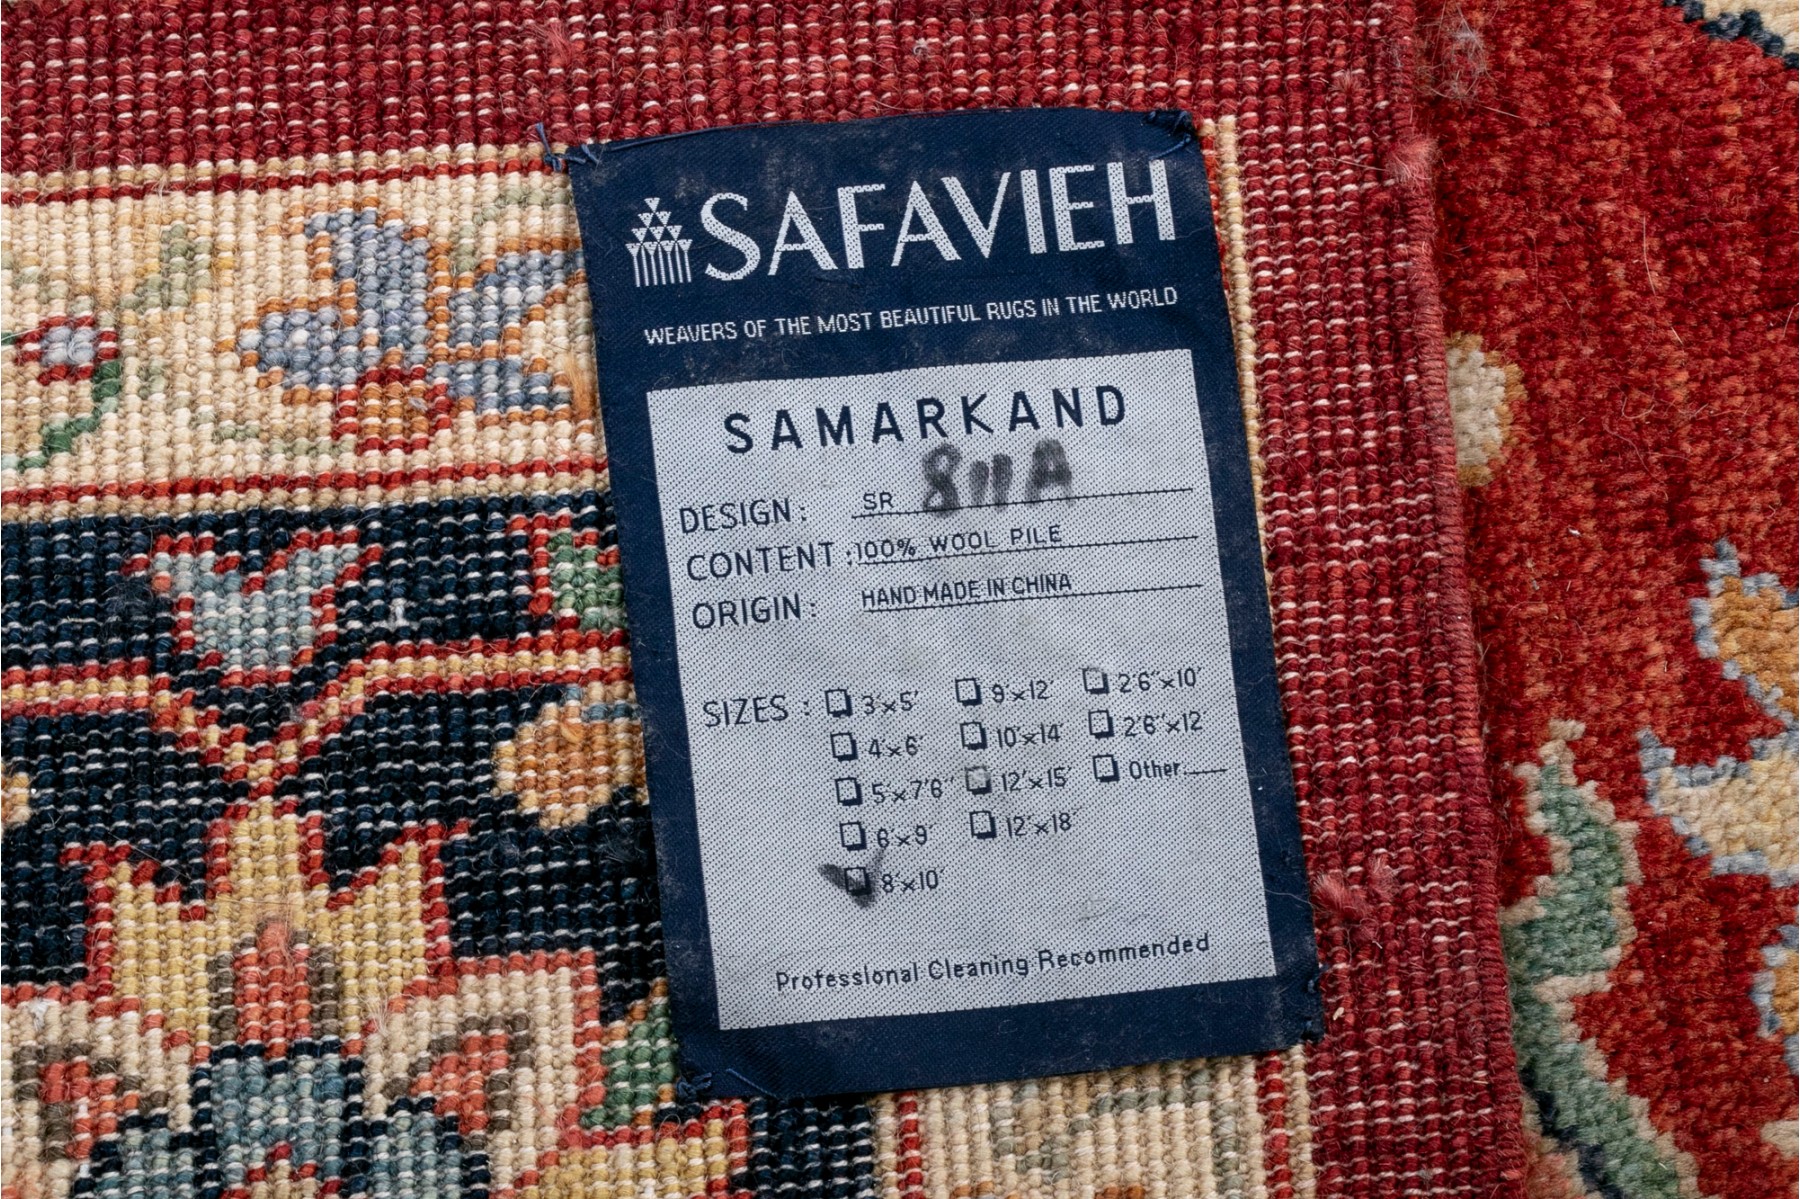 SAFAVIEH
WEAVERS OF THE MOST BEAUTIFUL RUGS IN THE WORLD
SAMARKAND
DESIGN: SR 811A
CONTENT: 100% WOOL PILE
ORIGIN: HAND MADE IN CHINA
SIZES: 3'x5' 9'x12' 2'6"x10'
4'x6' 10'x14' 2'6"x12'
5'x7'6" 12'x15' Other
6'x9' 12'x18'
8'x10'
Professional Cleaning Recommended